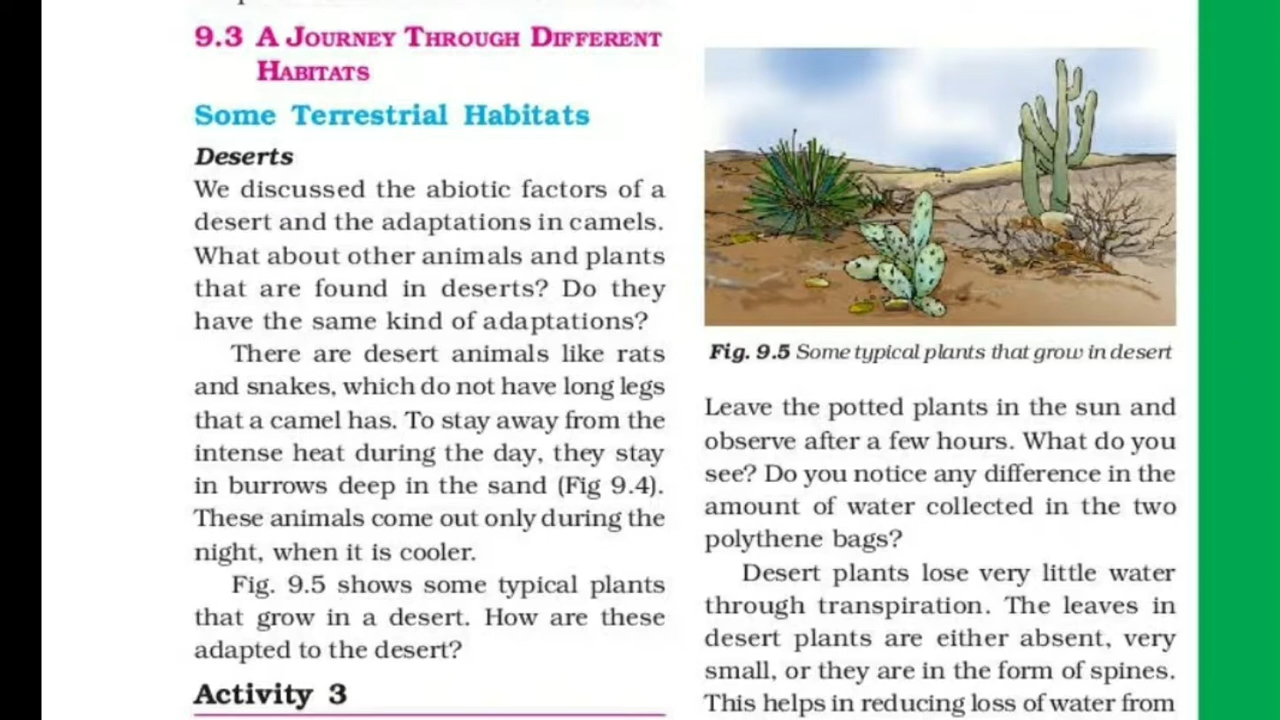 9.3 A JOURNEY THROUGH DIFFERENT
HABITATS
Some Terrestrial Habitats
Deserts
We discussed the abiotic factors of a
desert and the adaptations in camels.
What about other animals and plants
that are found in deserts? Do they
have the same kind of adaptations?
There are desert animals like rats
and snakes, which do not have long legs
that a camel has. To stay away from the
intense heat during the day, they stay
in burrows deep in the sand (Fig 9.4).
These animals come out only during the
night, when it is cooler.
Fig. 9.5 shows some typical plants
that grow in a desert. How are these
adapted to the desert?
Activity 3
Fig. 9.5 Some typical plants that grow in desert
Leave the potted plants in the sun and
observe after a few hours. What do you
see? Do you notice any difference in the
amount of water collected in the two
polythene bags?
Desert plants lose very little water
through transpiration. The leaves in
desert plants are either absent, very
small, or they are in the form of spines.
This helps in reducing loss of water from